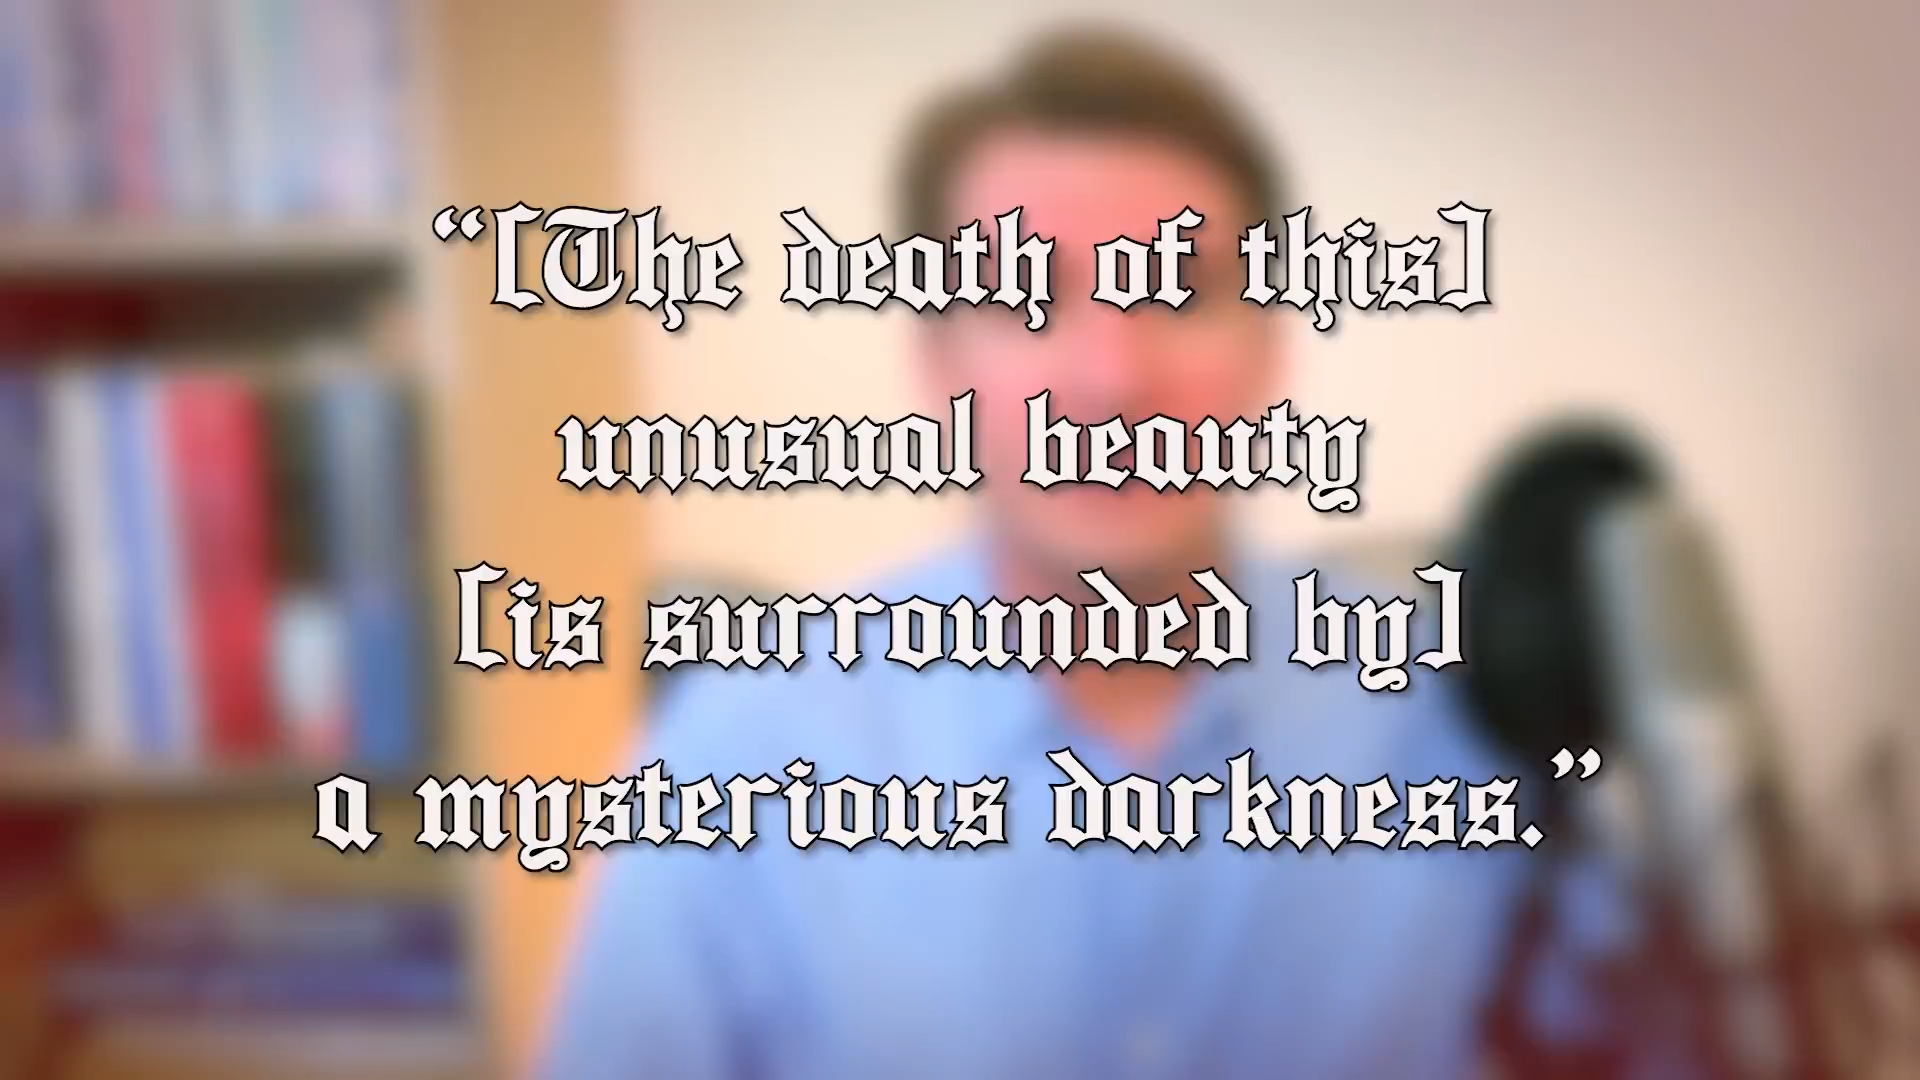 “[The death of this]
unusual beauty
[is surrounded by]
a mysterious darkness.”